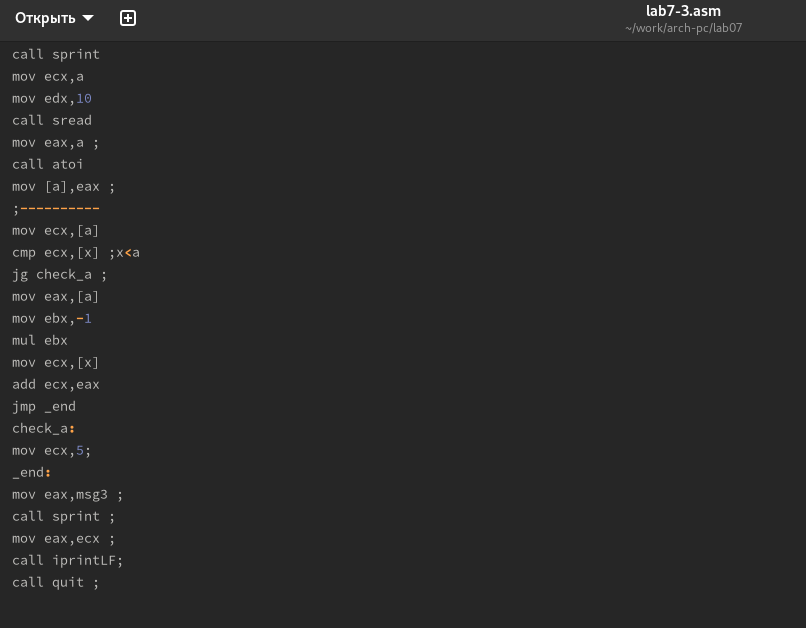 Открыть
lab7-3.asm
~/work/arch-pc/lab07
call sprint
mov ecx,a
mov edx,10
call sread
mov eax,a ;
call atoi
mov [a],eax ;
;----------
mov ecx,[a]
cmp ecx,[x] ;x<a
jg check_a ;
mov eax,[a]
mov ebx,-1
mul ebx
mov ecx,[x]
add ecx,eax
jmp _end
check_a:
mov ecx,5;
_end:
mov eax,msg3 ;
call sprint ;
mov eax,ecx ;
call iprintLF;
call quit ;